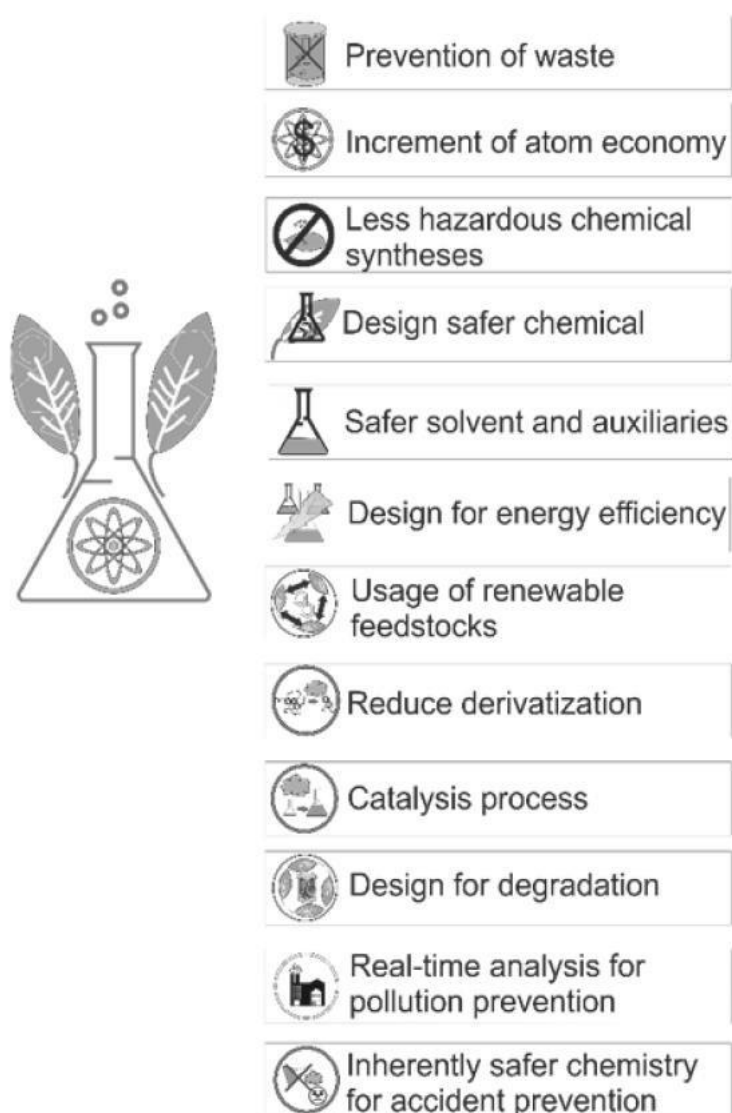 Prevention of waste
$
Increment of atom economy
Less hazardous chemical
syntheses
Design safer chemical
Safer solvent and auxiliaries
Design for energy efficiency
Usage of renewable
feedstocks
Reduce derivatization
Catalysis process
Design for degradation
Real-time analysis for
pollution prevention
Inherently safer chemistry
for accident prevention